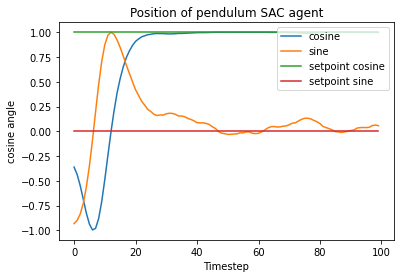 Position of pendulum SAC agent
1.00
0.75
0.50
0.25
0.00
−0.25
−0.50
−0.75
−1.00
cosine angle
cosine
sine
setpoint cosine
setpoint sine
0 20 40 60 80 100
Timestep